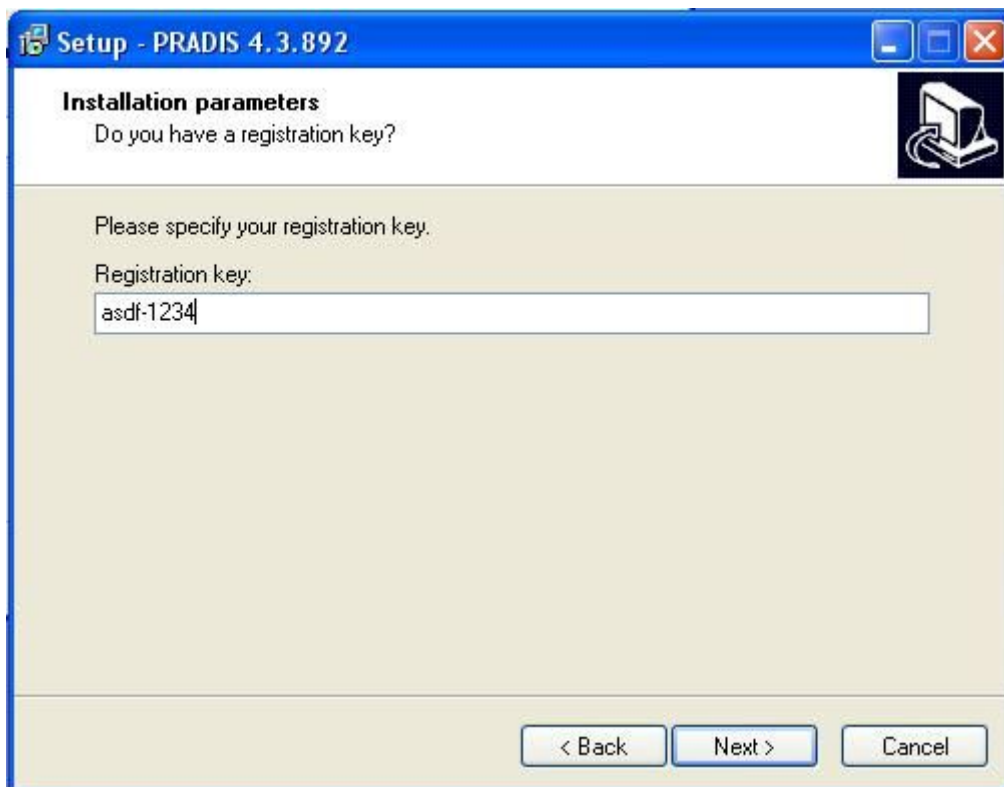 Setup - PRADIS 4.3.892
Installation parameters
Do you have a registration key?
Please specify your registration key.
Registration key:
asdf-1234
< Back Next > Cancel